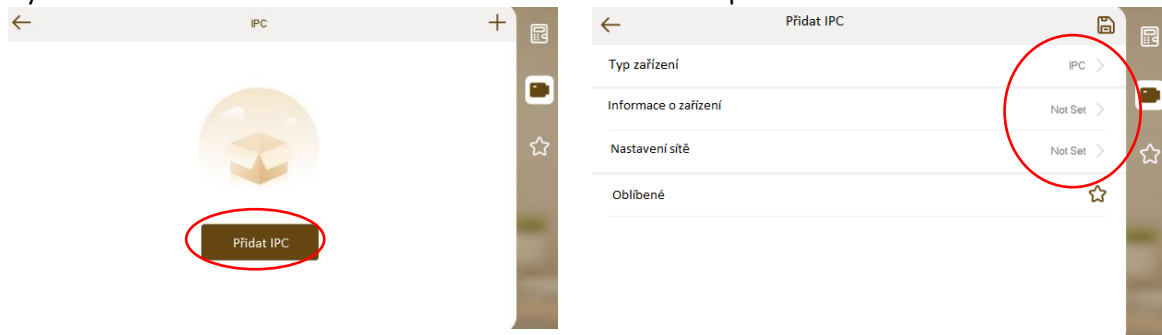 IPC
Přidat IPC
Přidat IPC
Typ zařízení
IPC
Informace o zařízení
Not Set
Nastavení sítě
Not Set
Oblíbené